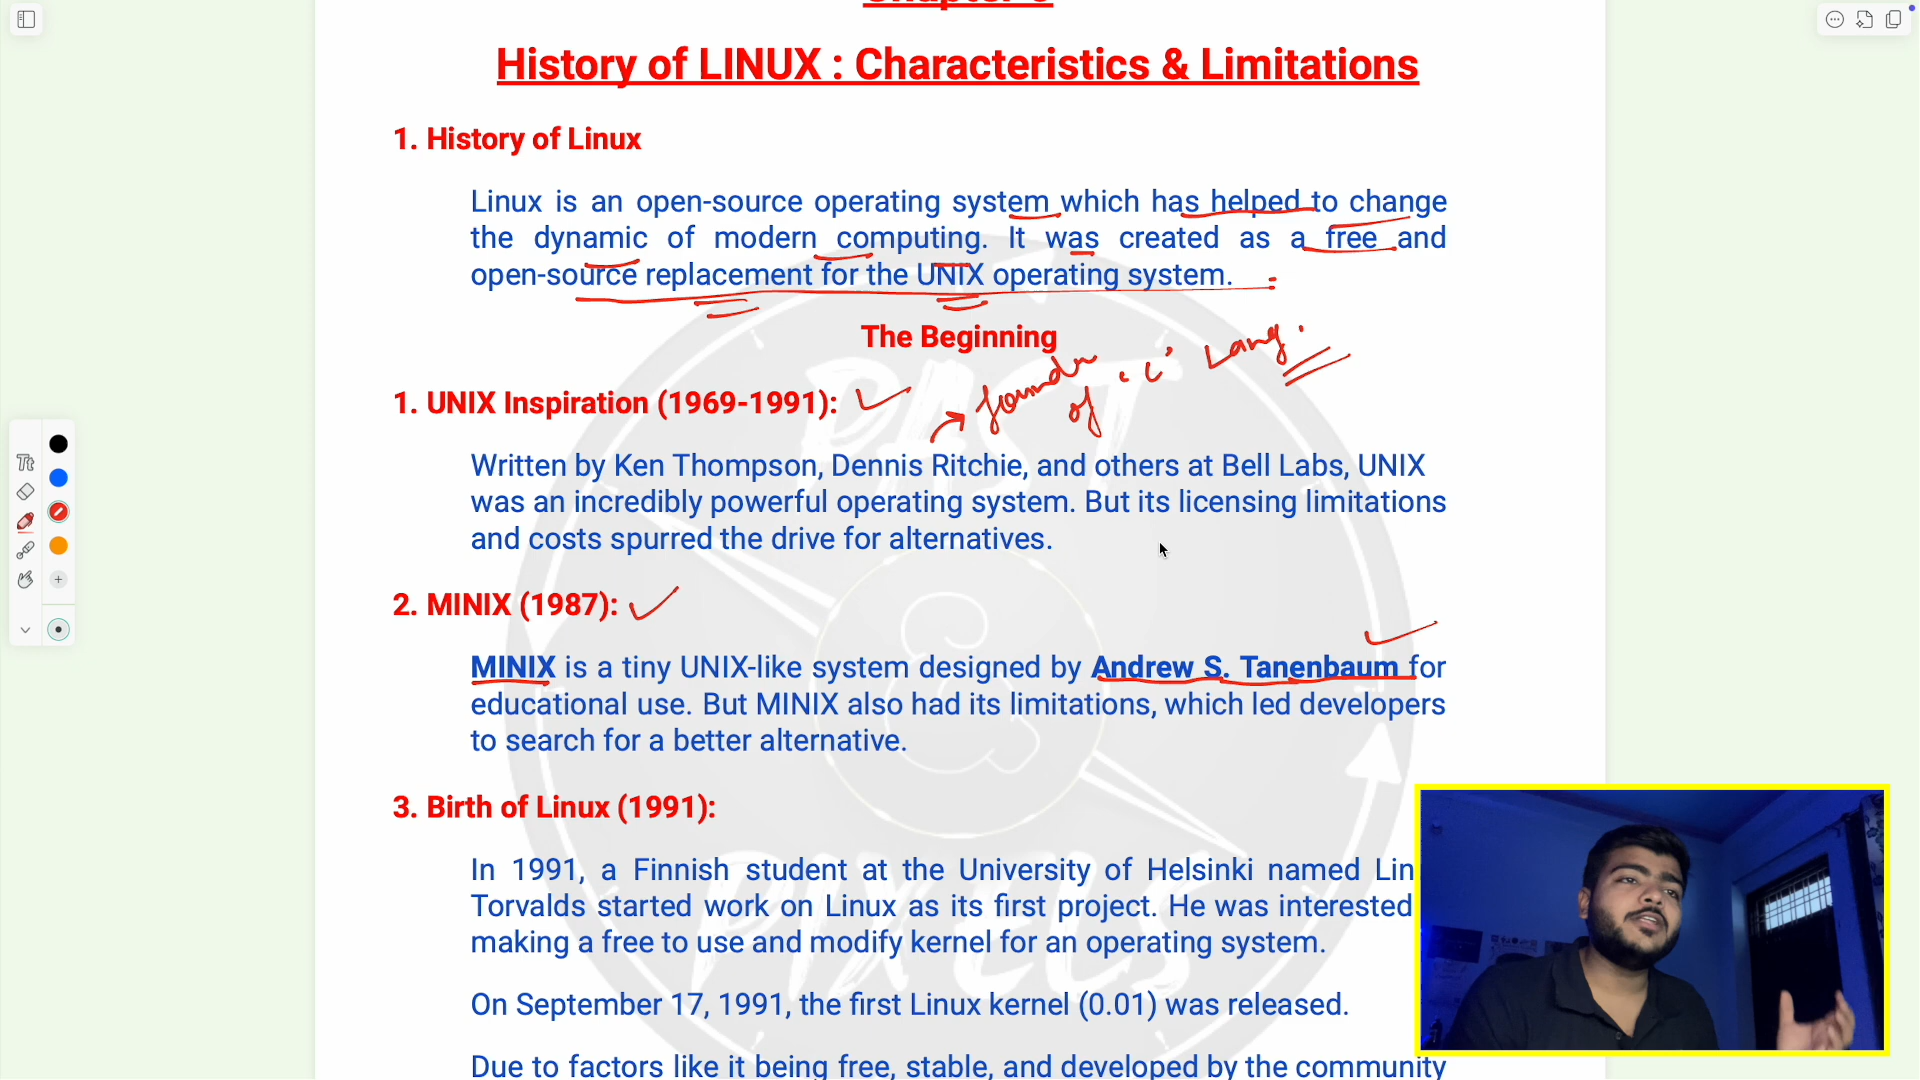 History of LINUX : Characteristics & Limitations
1. History of Linux
Linux is an open-source operating system which has helped to change
the dynamic of modern computing. It was created as a free and
open-source replacement for the UNIX operating system.
The Beginning
founder of 'C' Lang.
1. UNIX Inspiration (1969-1991):
Written by Ken Thompson, Dennis Ritchie, and others at Bell Labs, UNIX
was an incredibly powerful operating system. But its licensing limitations
and costs spurred the drive for alternatives.
2. MINIX (1987):
MINIX is a tiny UNIX-like system designed by Andrew S. Tanenbaum for
educational use. But MINIX also had its limitations, which led developers
to search for a better alternative.
3. Birth of Linux (1991):
In 1991, a Finnish student at the University of Helsinki named Lin
Torvalds started work on Linux as its first project. He was interested
making a free to use and modify kernel for an operating system.
On September 17, 1991, the first Linux kernel (0.01) was released.
Due to factors like it being free, stable, and developed by the community
PAST
&
PIXELS
Tt